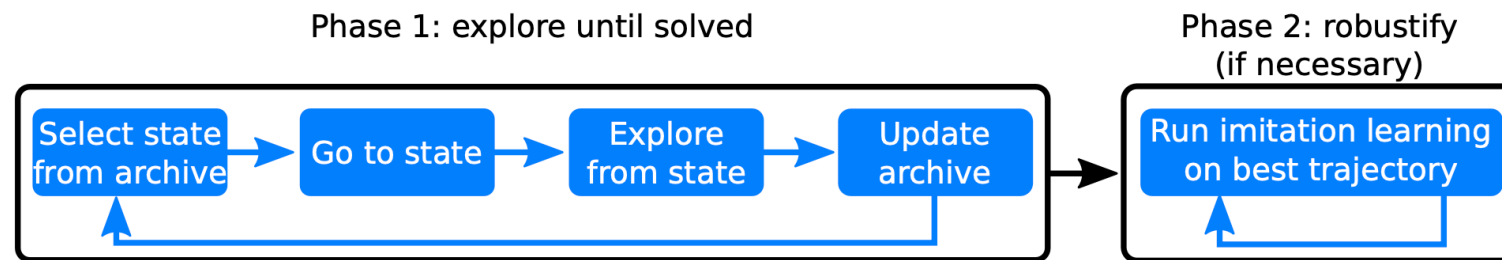 Phase 1: explore until solved
Phase 2: robustify
(if necessary)
Select state
from archive
Go to state
Explore
from state
Update
archive
Run imitation learning
on best trajectory